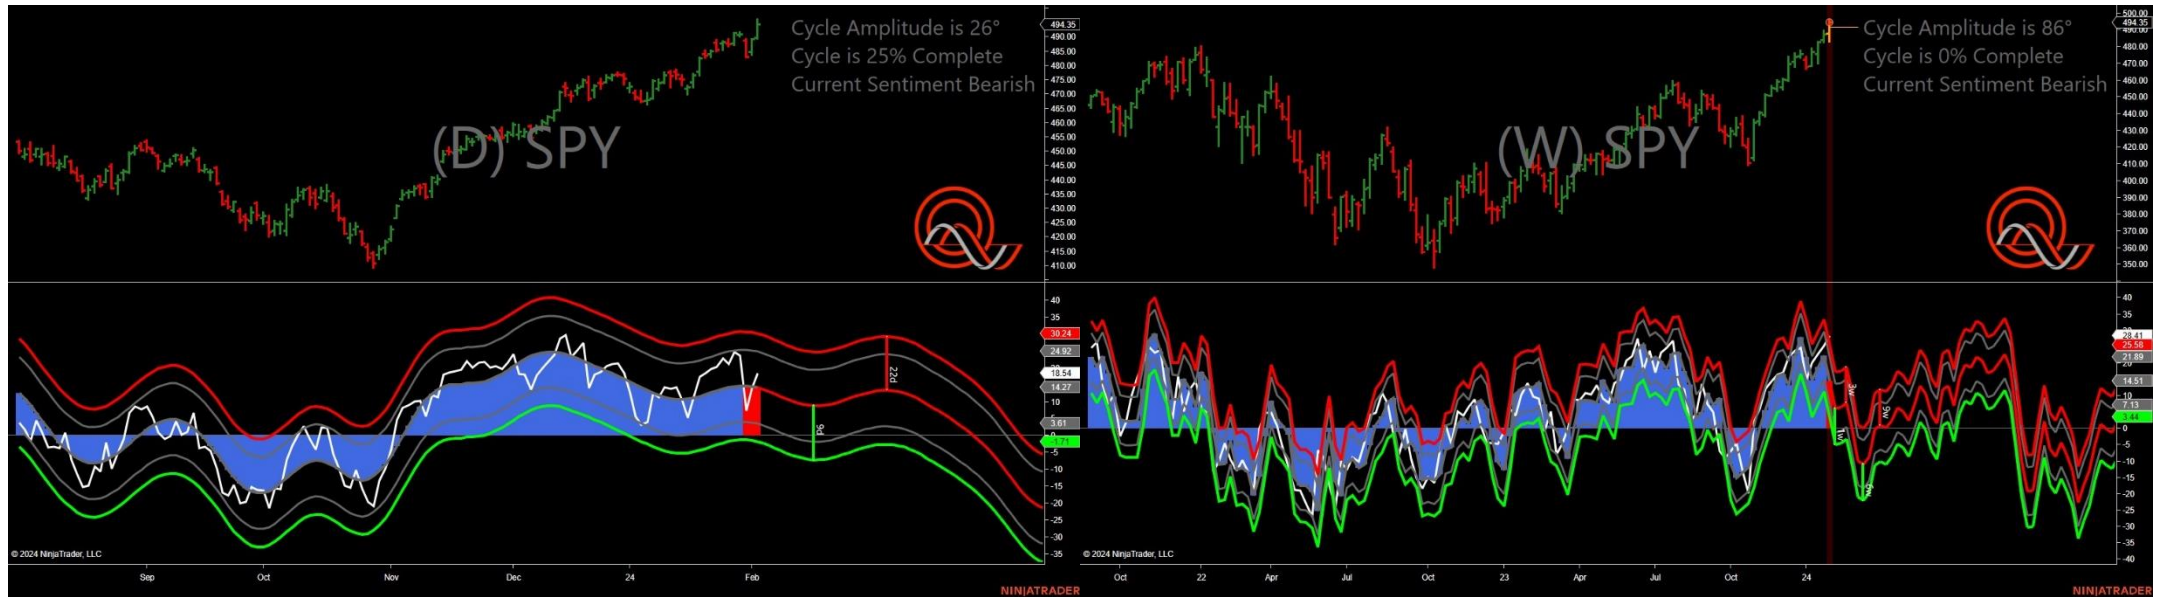 Cycle Amplitude is 26°
Cycle is 25% Complete
Current Sentiment Bearish
(D) SPY
494.35
490.00
485.00
480.00
475.00
470.00
465.00
460.00
455.00
450.00
445.00
440.00
435.00
430.00
425.00
420.00
415.00
410.00
40
35
30.24
24.92
18.54
14.27
10
3.61
-1.71
-5
-10
-15
-20
-25
-30
-35
22d
9d
© 2024 NinjaTrader, LLC
Sep
Oct
Nov
Dec
24
Feb
NINJATRADER
Cycle Amplitude is 86°
Cycle is 0% Complete
Current Sentiment Bearish
(W) SPY
500.00
494.35
490.00
480.00
470.00
460.00
450.00
440.00
430.00
420.00
410.00
400.00
390.00
380.00
370.00
360.00
350.00
40
35
28.41
25.58
21.89
14.51
7.13
3.44
0
-5
-10
-15
-20
-25
-30
-35
-40
3w
9w
1w
6w
© 2024 NinjaTrader, LLC
Oct
22
Apr
Jul
Oct
23
Apr
Jul
Oct
24
NINJATRADER